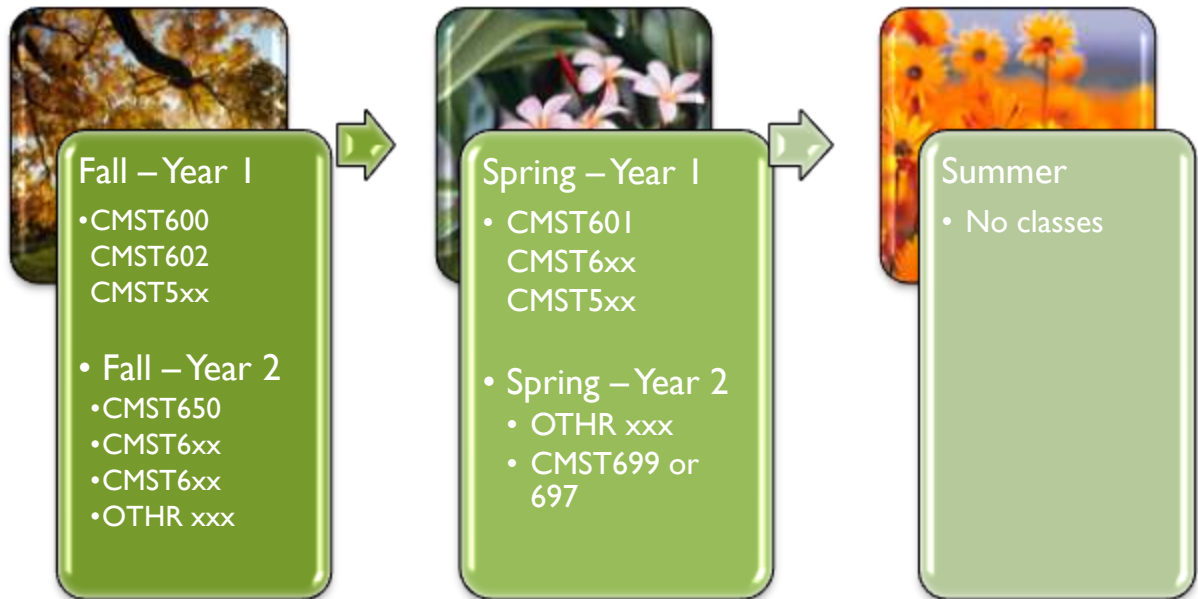 Fall – Year 1
•CMST600
CMST602
CMST5xx
• Fall – Year 2
•CMST650
•CMST6xx
•CMST6xx
•OTHR xxx
Spring – Year 1
• CMST601
CMST6xx
CMST5xx
• Spring – Year 2
• OTHR xxx
• CMST699 or
697
Summer
• No classes